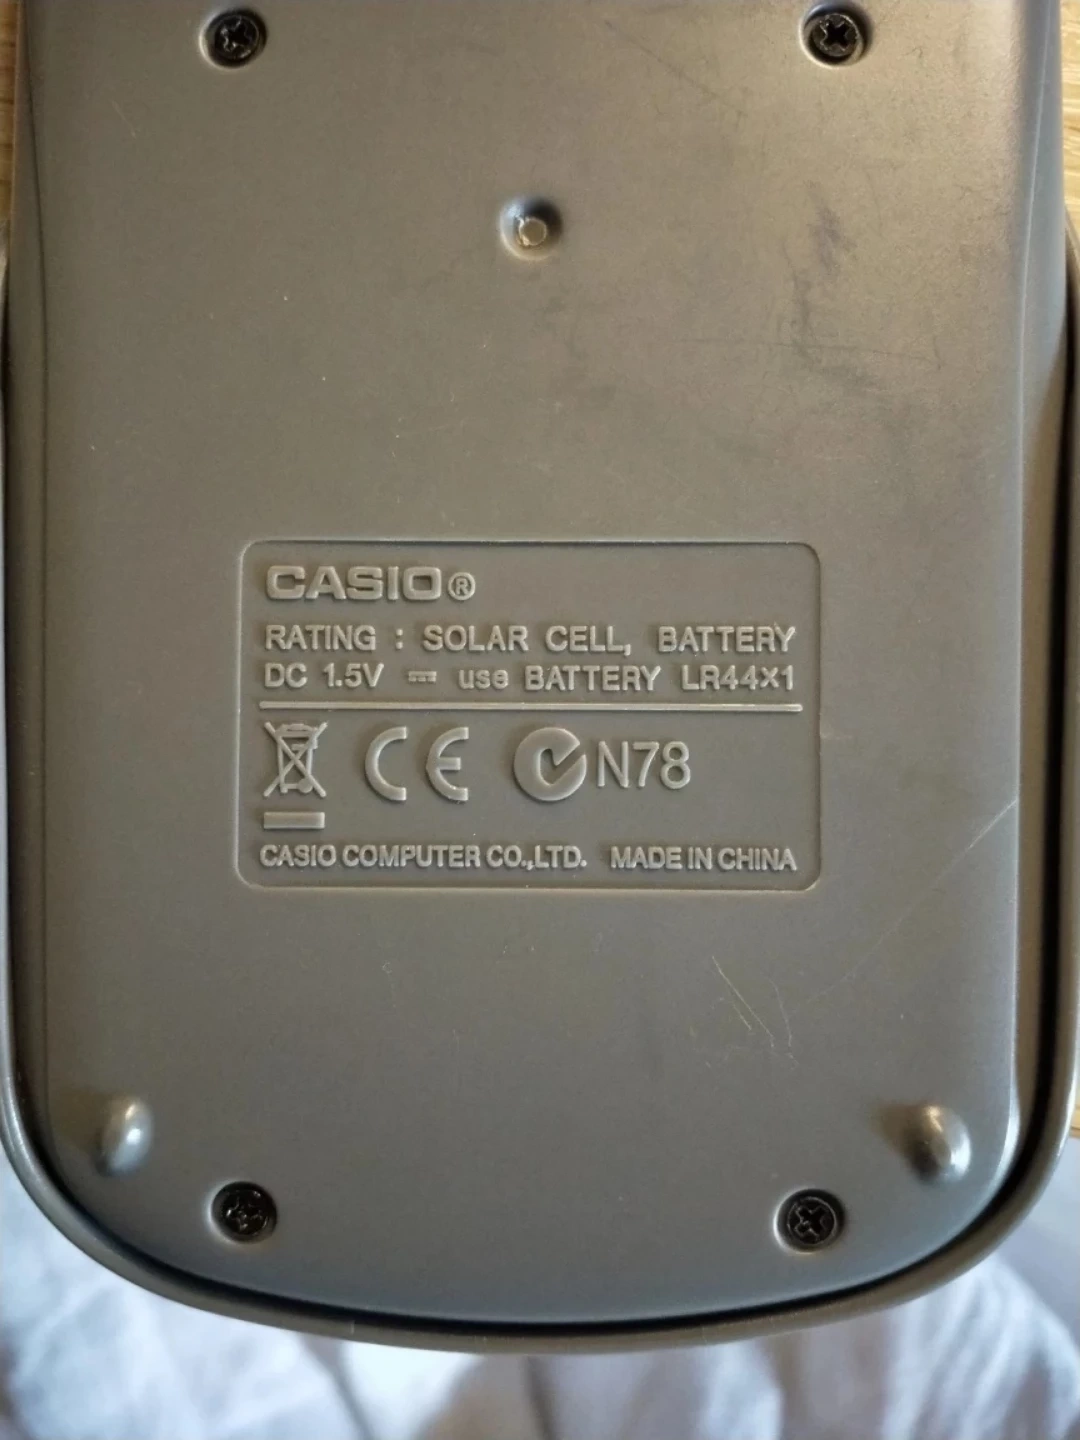 CASIO®
RATING : SOLAR CELL, BATTERY
DC 1.5V ⎓ use BATTERY LR44×1
CE N78
CASIO COMPUTER CO.,LTD. MADE IN CHINA